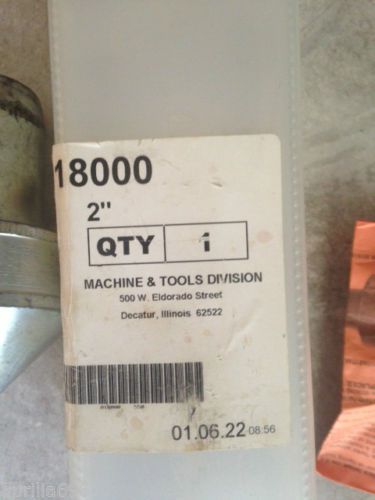 18000
2"
QTY 1
MACHINE & TOOLS DIVISION
500 W. Eldorado Street
Decatur, Illinois 62522
01.06.22 08:56